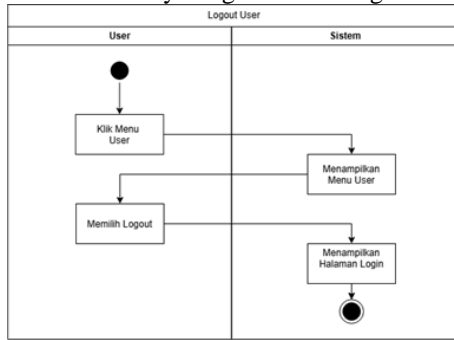 Logout User
User
Sistem
Klik Menu
User
Menampilkan
Menu User
Memilih Logout
Menampilkan
Halaman Login